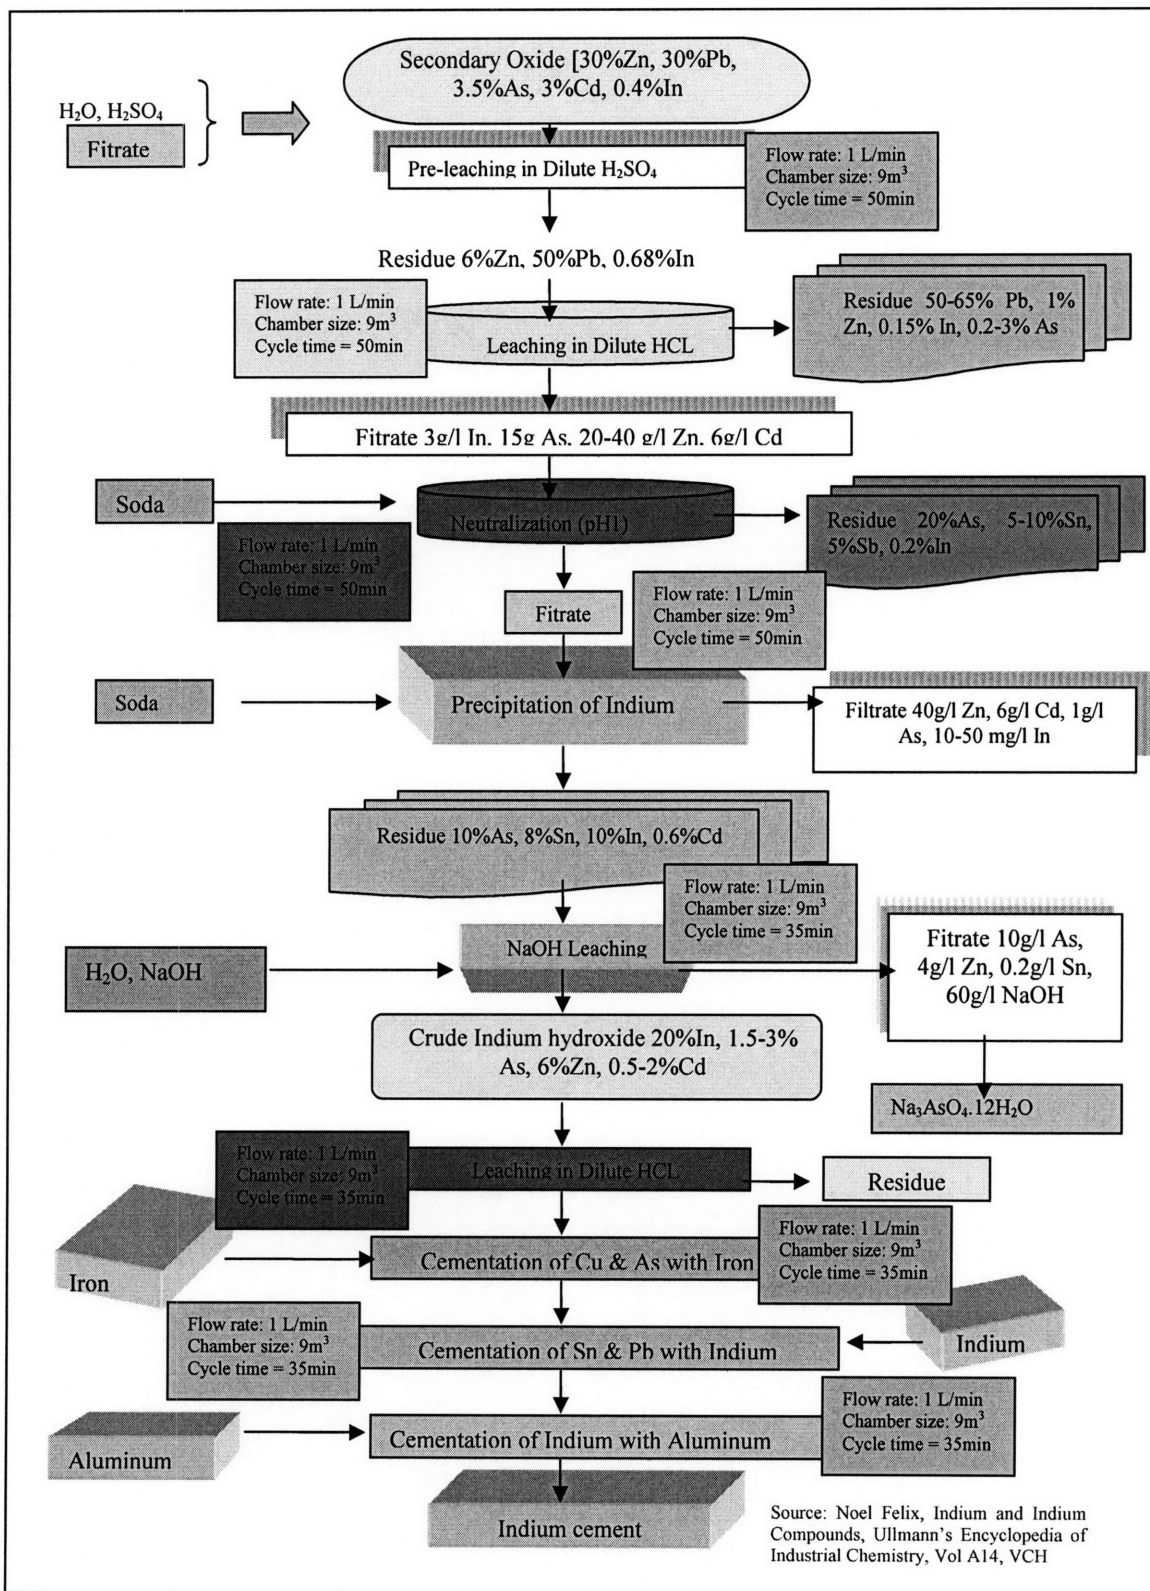 Secondary Oxide [30%Zn, 30%Pb,
3.5%As, 3%Cd, 0.4%In
H₂O, H₂SO₄
Fitrate
Pre-leaching in Dilute H₂SO₄
Flow rate: 1 L/min
Chamber size: 9m³
Cycle time = 50min
Residue 6%Zn, 50%Pb, 0.68%In
Flow rate: 1 L/min
Chamber size: 9m³
Cycle time = 50min
Leaching in Dilute HCL
Residue 50-65% Pb, 1%
Zn, 0.15% In, 0.2-3% As
Fitrate 3g/l In, 15g As, 20-40 g/l Zn, 6g/l Cd
Soda
Neutralization (pH1)
Residue 20%As, 5-10%Sn,
5%Sb, 0.2%In
Flow rate: 1 L/min
Chamber size: 9m³
Cycle time = 50min
Fitrate
Flow rate: 1 L/min
Chamber size: 9m³
Cycle time = 50min
Soda
Precipitation of Indium
Filtrate 40g/l Zn, 6g/l Cd, 1g/l
As, 10-50 mg/l In
Residue 10%As, 8%Sn, 10%In, 0.6%Cd
Flow rate: 1 L/min
Chamber size: 9m³
Cycle time = 35min
H₂O, NaOH
NaOH Leaching
Fitrate 10g/l As,
4g/l Zn, 0.2g/l Sn,
60g/l NaOH
Crude Indium hydroxide 20%In, 1.5-3%
As, 6%Zn, 0.5-2%Cd
Na₃AsO₄.12H₂O
Flow rate: 1 L/min
Chamber size: 9m³
Cycle time = 35min
Leaching in Dilute HCL
Residue
Iron
Cementation of Cu & As with Iron
Flow rate: 1 L/min
Chamber size: 9m³
Cycle time = 35min
Flow rate: 1 L/min
Chamber size: 9m³
Cycle time = 35min
Cementation of Sn & Pb with Indium
Indium
Aluminum
Cementation of Indium with Aluminum
Flow rate: 1 L/min
Chamber size: 9m³
Cycle time = 35min
Indium cement
Source: Noel Felix, Indium and Indium
Compounds, Ullmann's Encyclopedia of
Industrial Chemistry, Vol A14, VCH